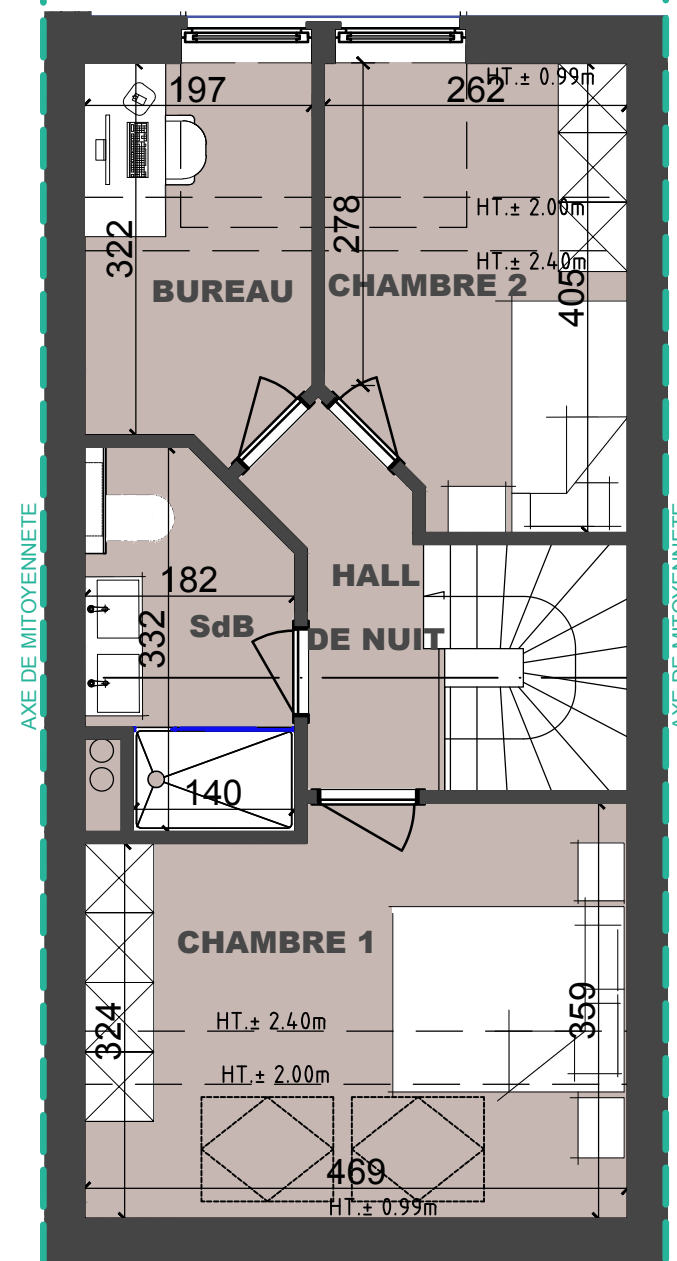 197
262
HT.± 0.99m
HT.± 2.00m
278
322
HT.± 2.40m
405
BUREAU
CHAMBRE 2
AXE DE MITOYENNETE
AXE DE MITOYENNETE
HALL
DE NUIT
182
SdB
332
140
CHAMBRE 1
324
359
HT.± 2.40m
HT.± 2.00m
469
HT.± 0.99m